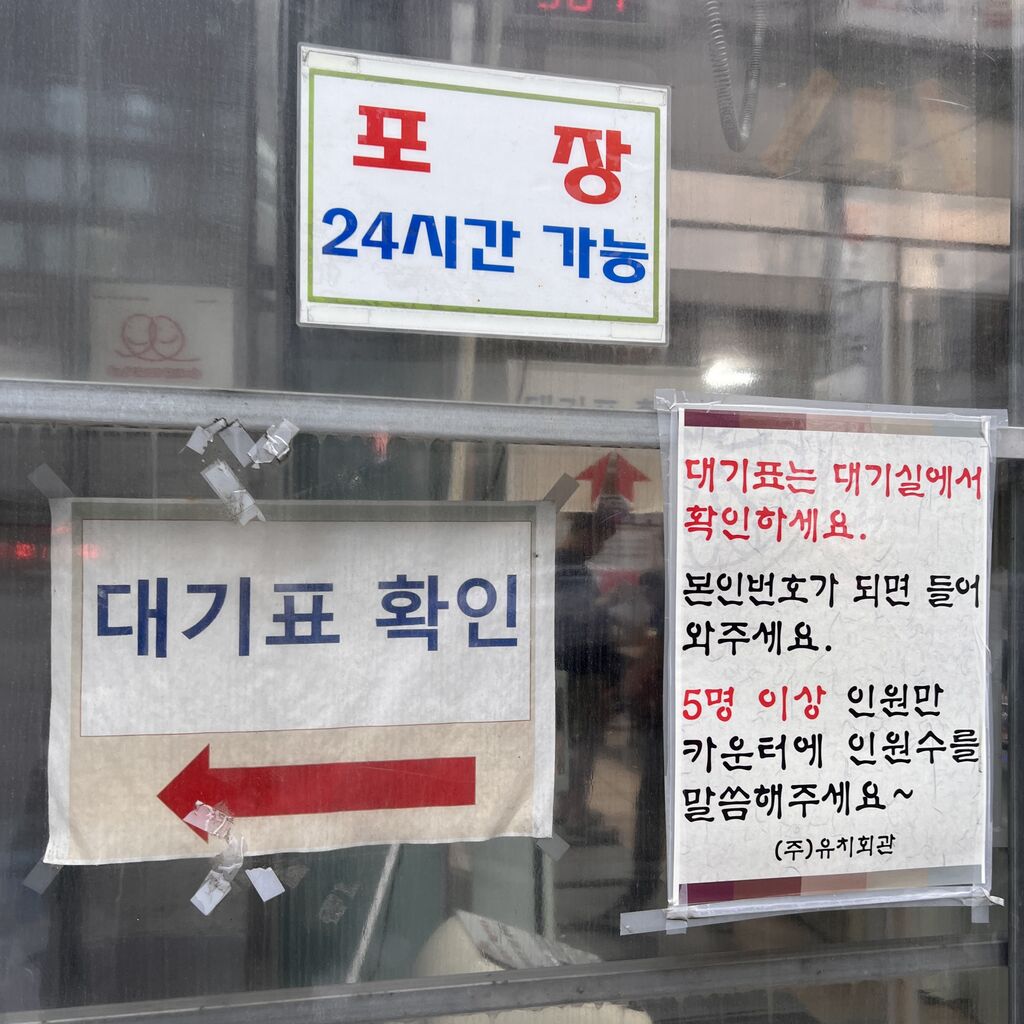 포 장
24시간 가능
대기표 확인
대기표는 대기실에서
확인하세요.
본인번호가 되면 들어
와주세요.
5명 이상 인원만
카운터에 인원수를
말씀해주세요~
(주)유치회관